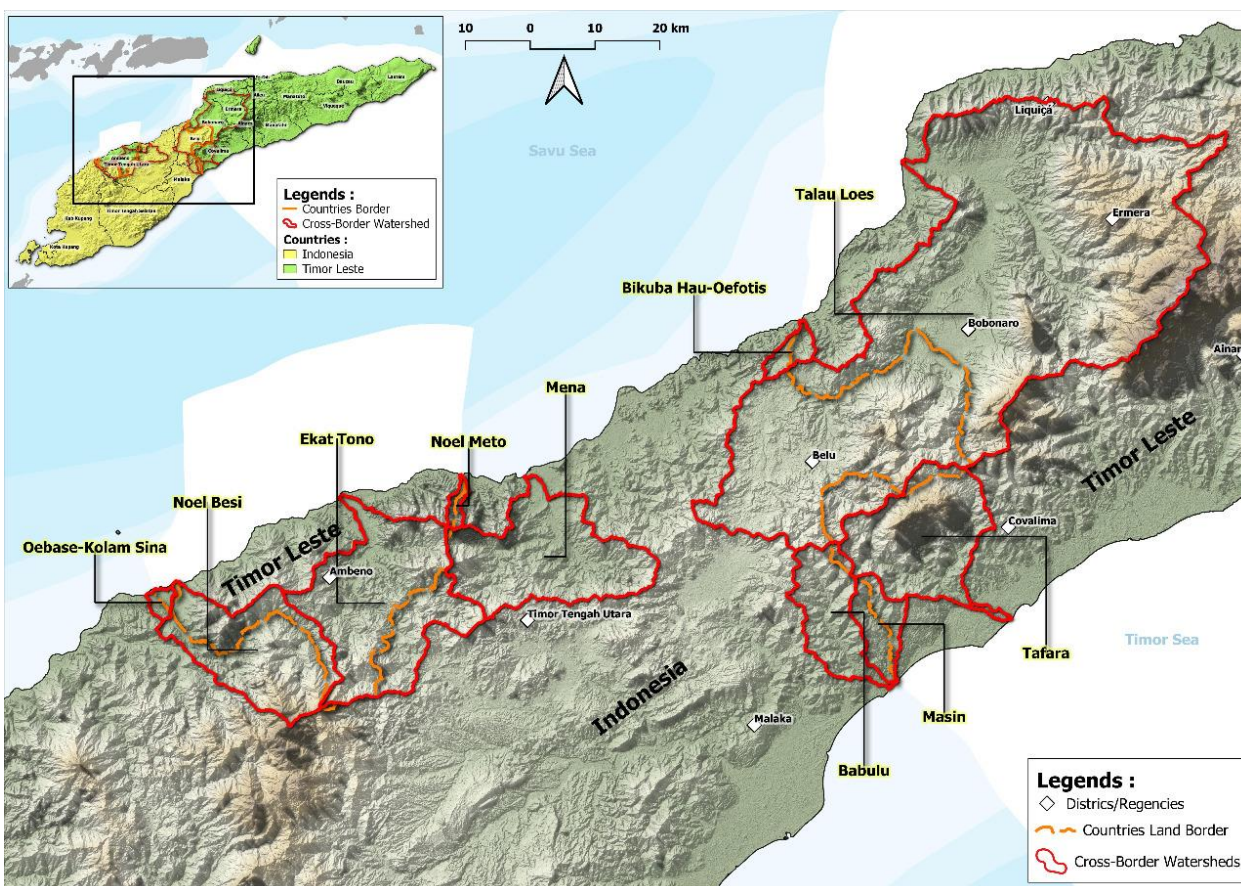 10 0 10 20 km
Savu Sea
Liquiçá
Talau Loes
Ermera
Bikuba Hau-Oefotis
Bobonaro
Ainar
Mena
Ekat Tono
Noel Meto
Belu
Timor Leste
Noel Besi
Covalima
Oebase-Kolam Sina
Timor Leste
Ambeno
Timor Tengah Utara
Timor Sea
Tafara
Indonesia
Masin
Malaka
Babulu
Legends :
Countries Border
Cross-Border Watershed
Countries :
Indonesia
Timor Leste
Legends :
Districs/Regencies
Countries Land Border
Cross-Border Watersheds